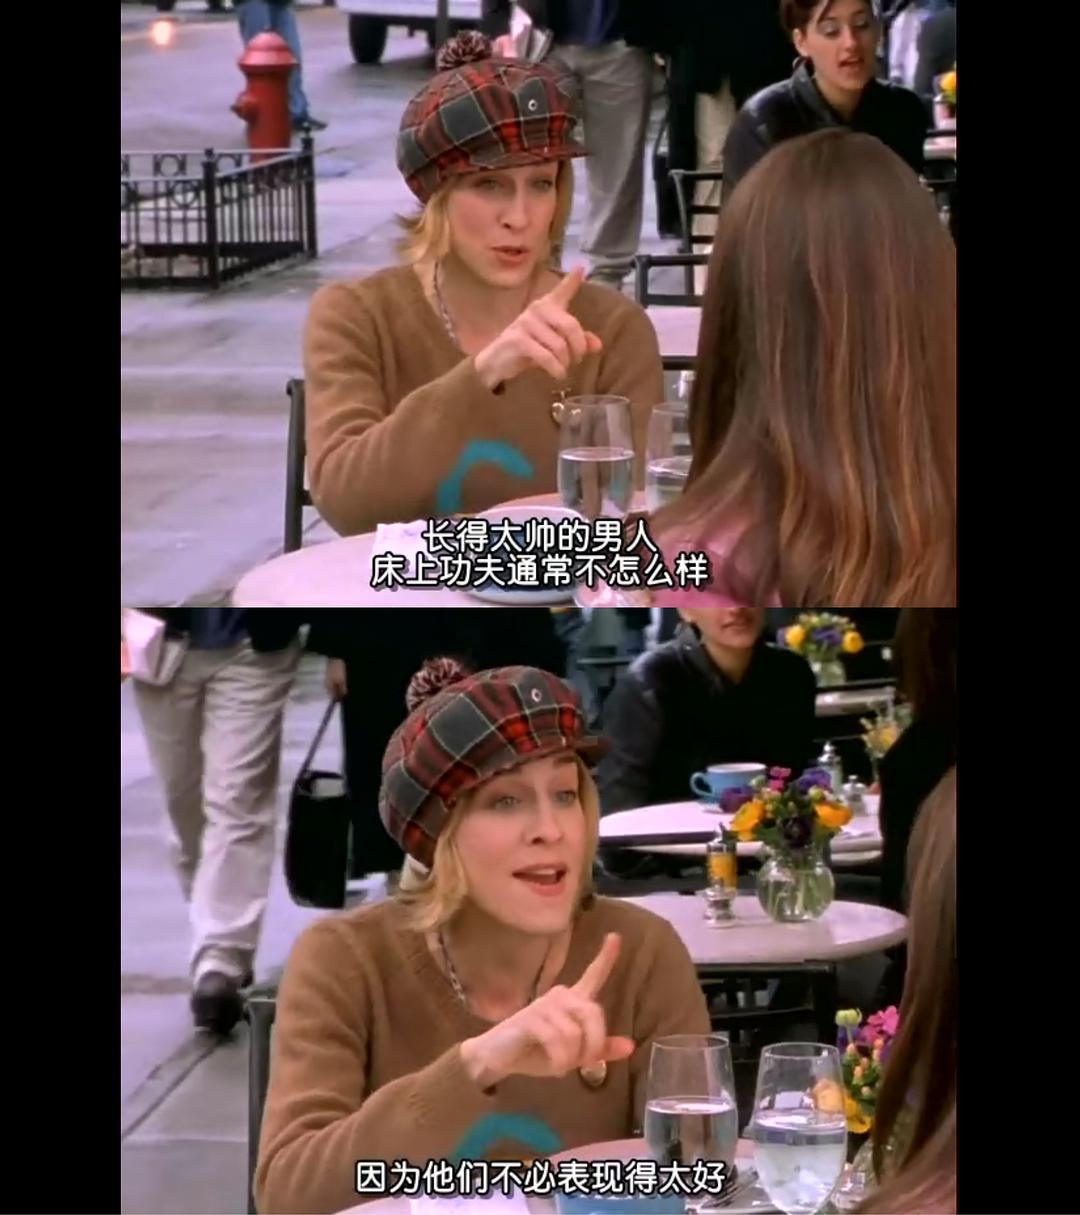 长得太帅的男人
床上功夫通常不怎么样
因为他们不必表现得太好